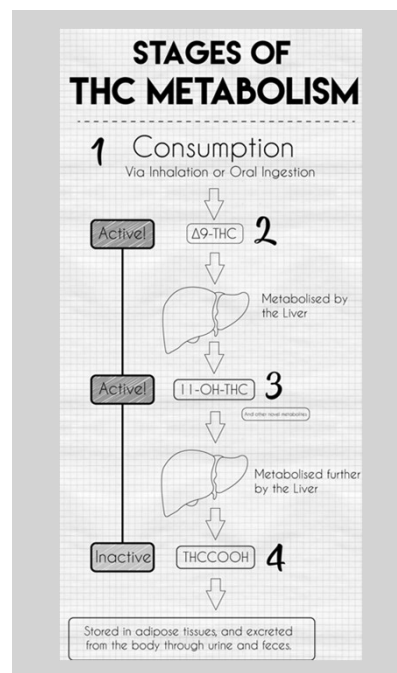 STAGES OF
THC METABOLISM
1 Consumption
Via Inhalation or Oral Ingestion
Active! Δ9-THC 2
Metabolised by
the Liver
Active! 11-OH-THC 3
And other novel metabolites
Metabolised further
by the Liver
Inactive THCCOOH 4
Stored in adipose tissues, and excreted
from the body through urine and feces.